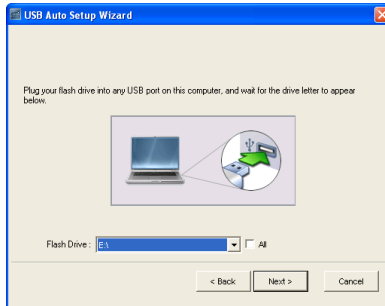 USB Auto Setup Wizard
Plug your flash drive into any USB port on this computer, and wait for the drive letter to appear
below.
Flash Drive : E:\ All
< Back Next > Cancel